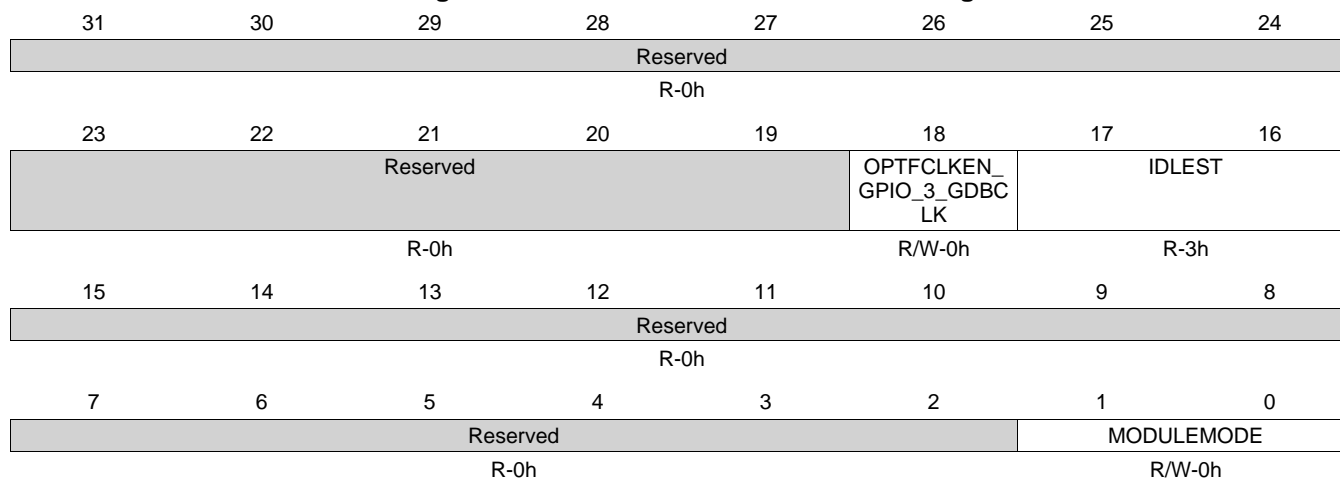 31 30 29 28 27 26 25 24
Reserved
R-0h
23 22 21 20 19 18 17 16
Reserved OPTFCLKEN_ IDLEST
GPIO_3_GDBC
LK
R-0h R/W-0h R-3h
15 14 13 12 11 10 9 8
Reserved
R-0h
7 6 5 4 3 2 1 0
Reserved MODULEMODE
R-0h R/W-0h